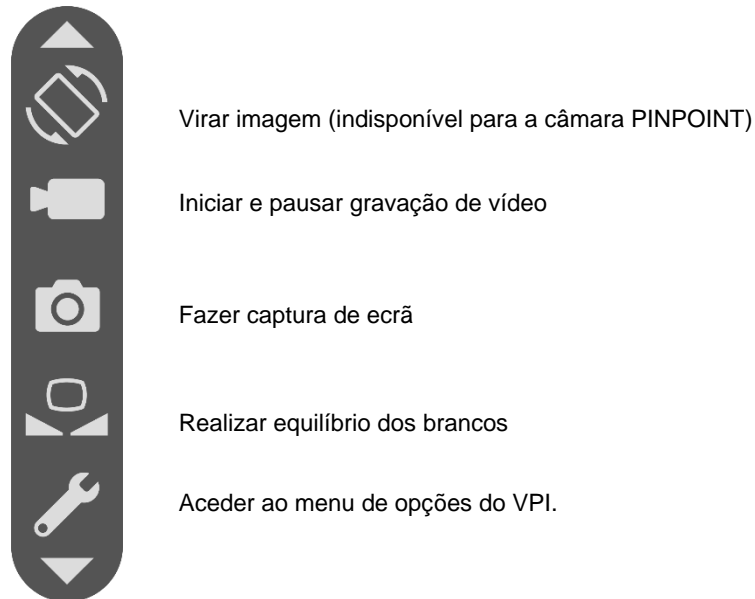 Virar imagem (indisponível para a câmara PINPOINT)
Iniciar e pausar gravação de vídeo
Fazer captura de ecrã
Realizar equilíbrio dos brancos
Aceder ao menu de opções do VPI.